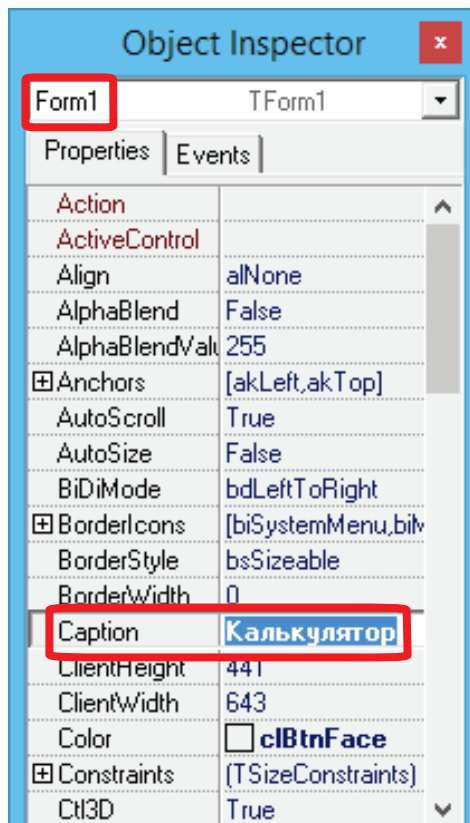 Object Inspector x
Form1 TForm1
Properties Events
Action
ActiveControl
Align alNone
AlphaBlend False
AlphaBlendValu 255
Anchors [akLeft,akTop]
AutoScroll True
AutoSize False
BiDiMode bdLeftToRight
BorderIcons [biSystemMenu,biM
BorderStyle bsSizeable
BorderWidth 0
Caption Калькулятор
ClientHeight 441
ClientWidth 643
Color clBtnFace
Constraints (TSizeConstraints)
Ctl3D True